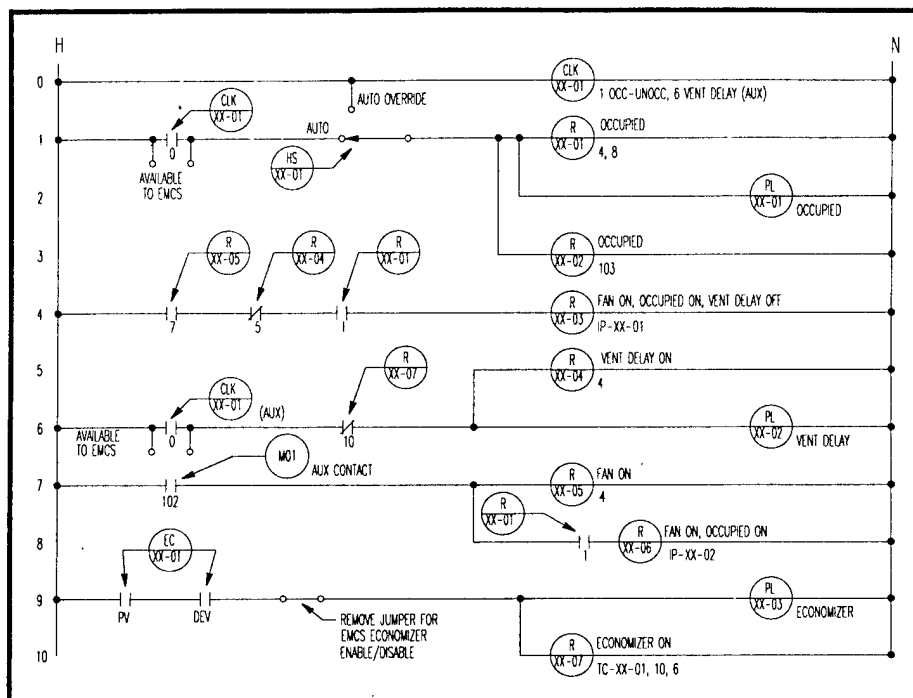 H N
0 CLK XX-01
1 OCC-UNOCC, 6 VENT DELAY (AUX)
AUTO OVERRIDE
CLK XX-01
1 0 AUTO R XX-01 OCCUPIED
4, 8
HS XX-01
AVAILABLE
TO EMCS
2 PL XX-01 OCCUPIED
R XX-05 R XX-04 R XX-01
3 R XX-02 OCCUPIED
103
4 7 5 1 R XX-03 FAN ON, OCCUPIED ON, VENT DELAY OFF
IP-XX-01
5 R XX-04 VENT DELAY ON
4
R XX-07
CLK XX-01 (AUX)
6 0 10 PL XX-02 VENT DELAY
AVAILABLE
TO EMCS
M01 AUX CONTACT
7 102 R XX-05 FAN ON
4
R XX-01
8 1 R XX-06 FAN ON, OCCUPIED ON
IP-XX-02
EC XX-01
9 PV DEV PL XX-03 ECONOMIZER
REMOVE JUMPER FOR
EMCS ECONOMIZER
ENABLE/DISABLE
10 R XX-07 ECONOMIZER ON
TC-XX-01, 10, 6